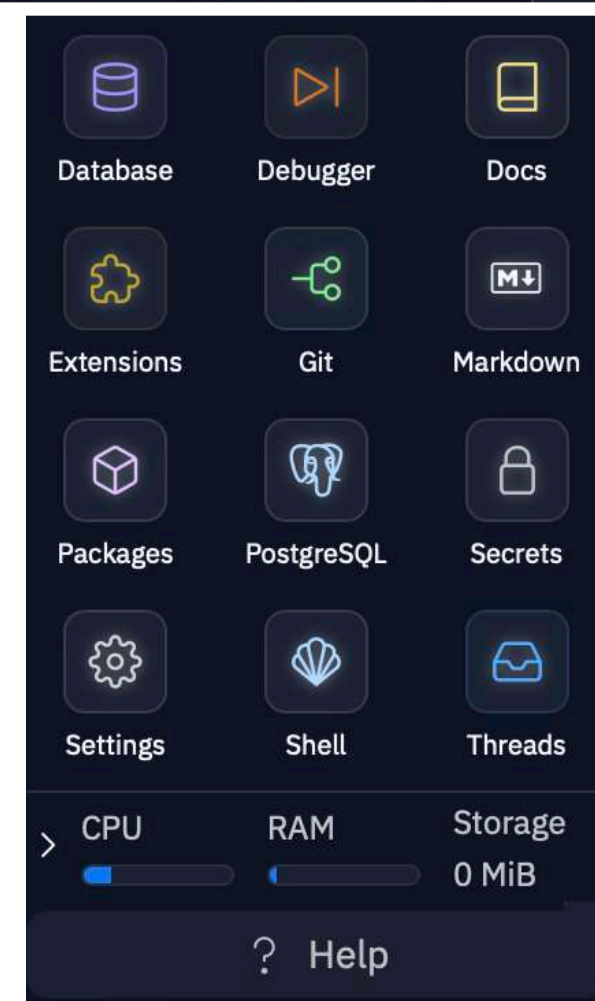 Database Debugger Docs
M
Extensions Git Markdown
Packages PostgreSQL Secrets
Settings Shell Threads
CPU RAM Storage
0 MiB
? Help